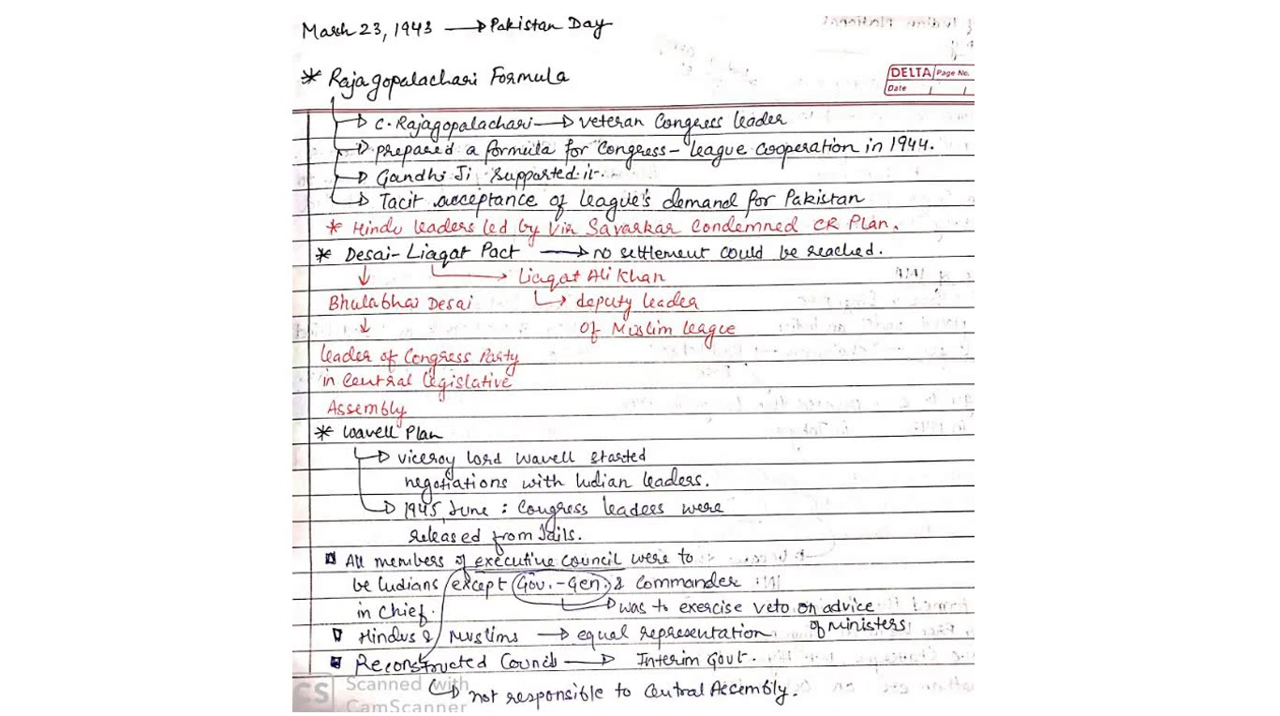 March 23, 1943 → Pakistan Day
* Rajagopalachari Formula
DELTA Page No.
Date / /
→ C. Rajagopalachari → veteran Congress leader
→ prepared a formula for Congress-League cooperation in 1944.
→ Gandhi Ji supported it.
→ Tacit acceptance of league's demand for Pakistan
* Hindu leaders led by Vir Savarkar condemned CR Plan.
* Desai-Liaqat Pact → no settlement could be reached.
↓ → Liaqat Ali Khan
Bhulabhai Desai → deputy leader
↓ of Muslim league
leader of Congress Party
in Central legislative
Assembly
* Wavell Plan
→ viceroy lord wavell started
negotiations with Indian leaders.
→ 1945, June : Congress leaders were
released from Jails.
All members of executive council were to
be Indians except Gov.-Gen. & Commander
in Chief. → was to exercise veto on advice
of Ministers
Hindus & Muslims → equal representation
Reconstructed Council → Interim Govt.
→ not responsible to Central Assembly.
CS Scanned with
CamScanner